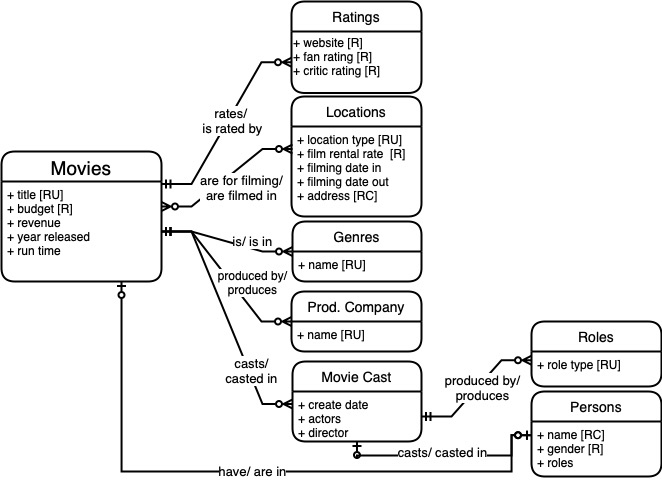 Ratings
+ website [R]
+ fan rating [R]
+ critic rating [R]
rates/
is rated by
Locations
+ location type [RU]
+ film rental rate [R]
+ filming date in
+ filming date out
+ address [RC]
Movies
+ title [RU]
+ budget [R]
+ revenue
+ year released
+ run time
are for filming/
are filmed in
Genres
+ name [RU]
is/ is in
produced by/
produces
Prod. Company
+ name [RU]
casts/
casted in
Movie Cast
+ create date
+ actors
+ director
produced by/
produces
Roles
+ role type [RU]
Persons
+ name [RC]
+ gender [R]
+ roles
casts/ casted in
have/ are in